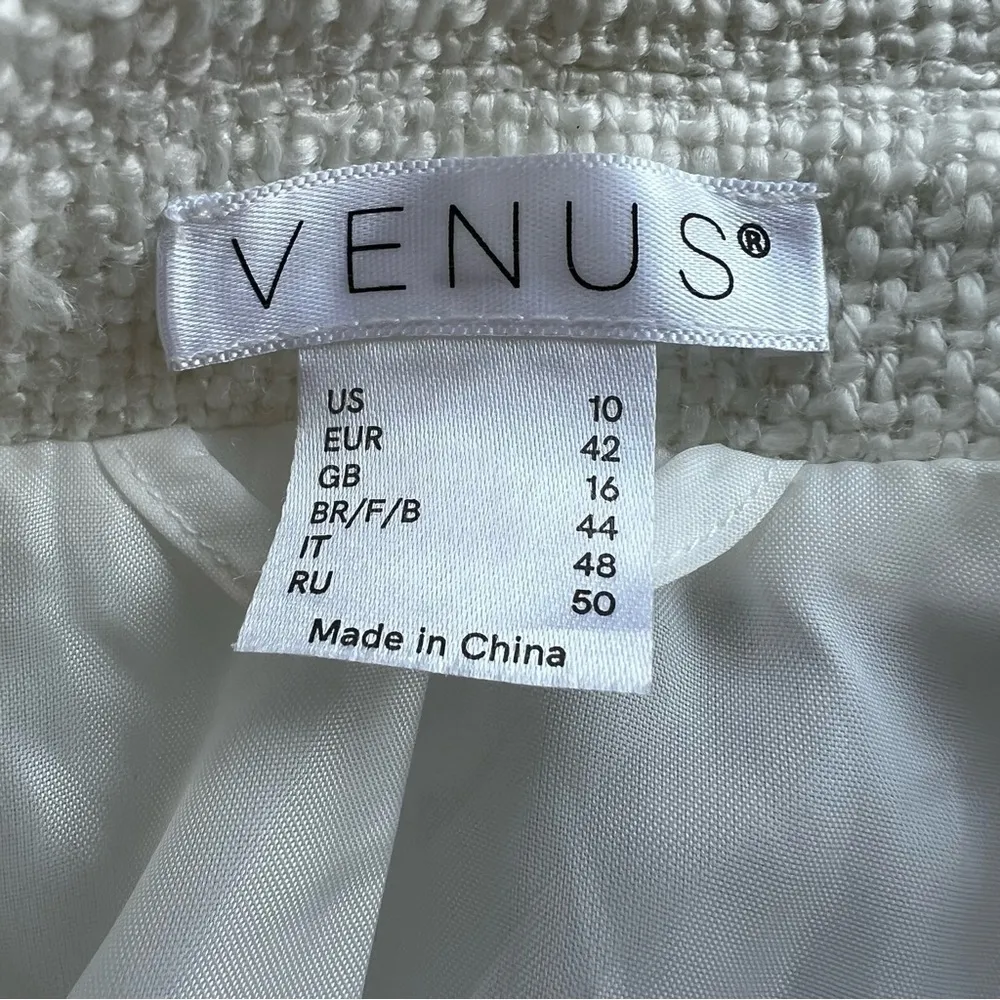 VENUS®
US 10
EUR 42
GB 16
BR/F/B 44
IT 48
RU 50
Made in China